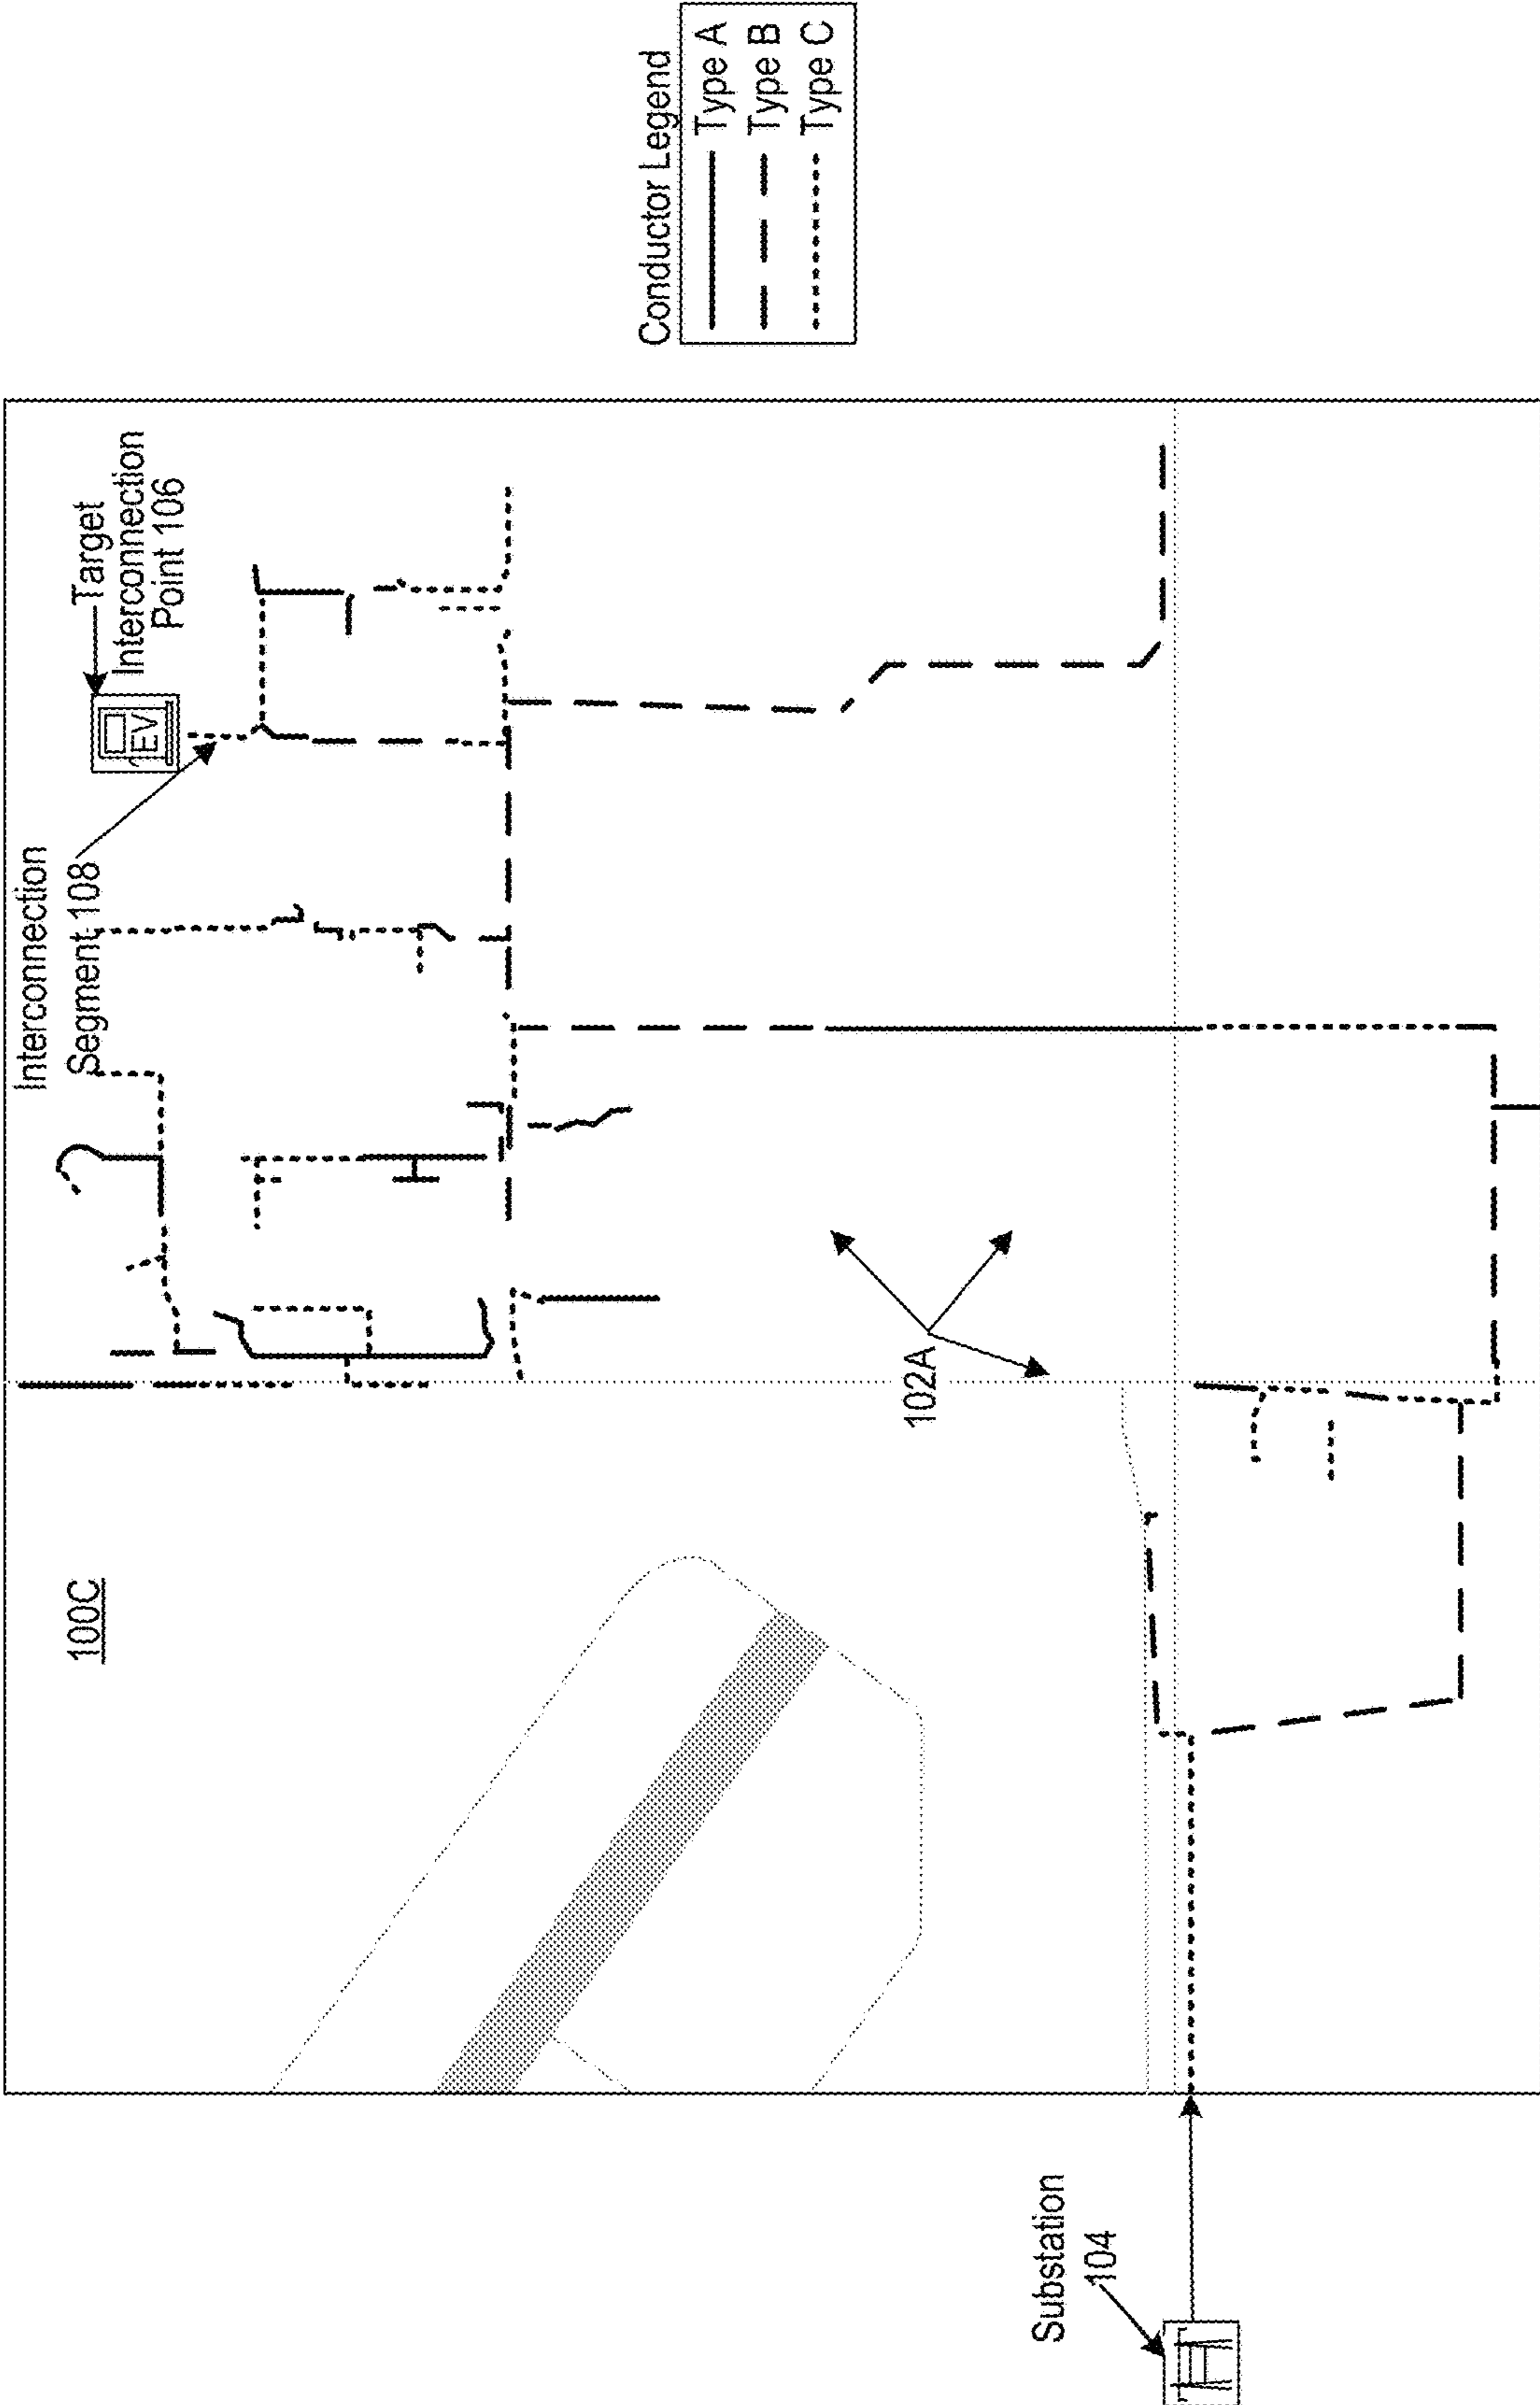 100C
Interconnection
Segment 108
Target
Interconnection
Point 106
EV
102A
Substation
104
Conductor Legend
Type A
Type B
Type C